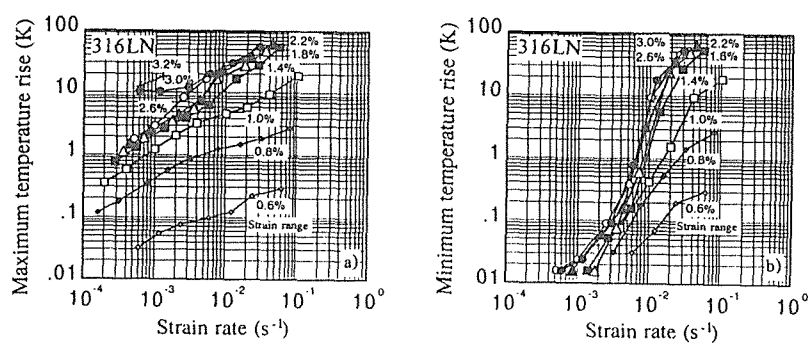 Maximum temperature rise (K)
100
10
1
.1
.01
316LN
3.2%
3.0%
2.6%
2.2%
1.8%
1.4%
1.0%
0.8%
0.6%
Strain range
a)
10⁻⁴ 10⁻³ 10⁻² 10⁻¹ 10⁰
Strain rate (s⁻¹)
Minimum temperature rise (K)
100
10
1
.1
01
316LN
3.0%
2.6%
2.2%
1.8%
1.4%
1.0%
0.8%
0.6%
Strain range
b)
10⁻⁴ 10⁻³ 10⁻² 10⁻¹ 10⁰
Strain rate (s⁻¹)